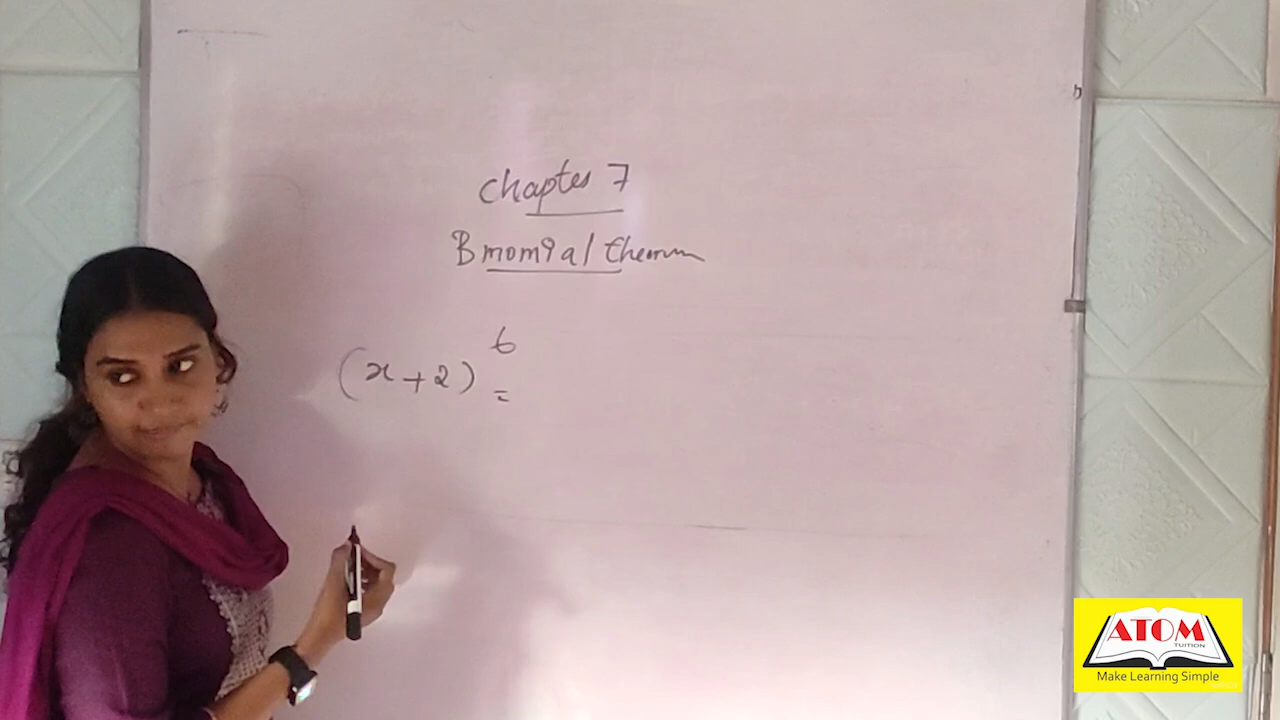 Chapter 7
Binomial theorem
(x+2)^6 =
ATOM
TUITION
Make Learning Simple